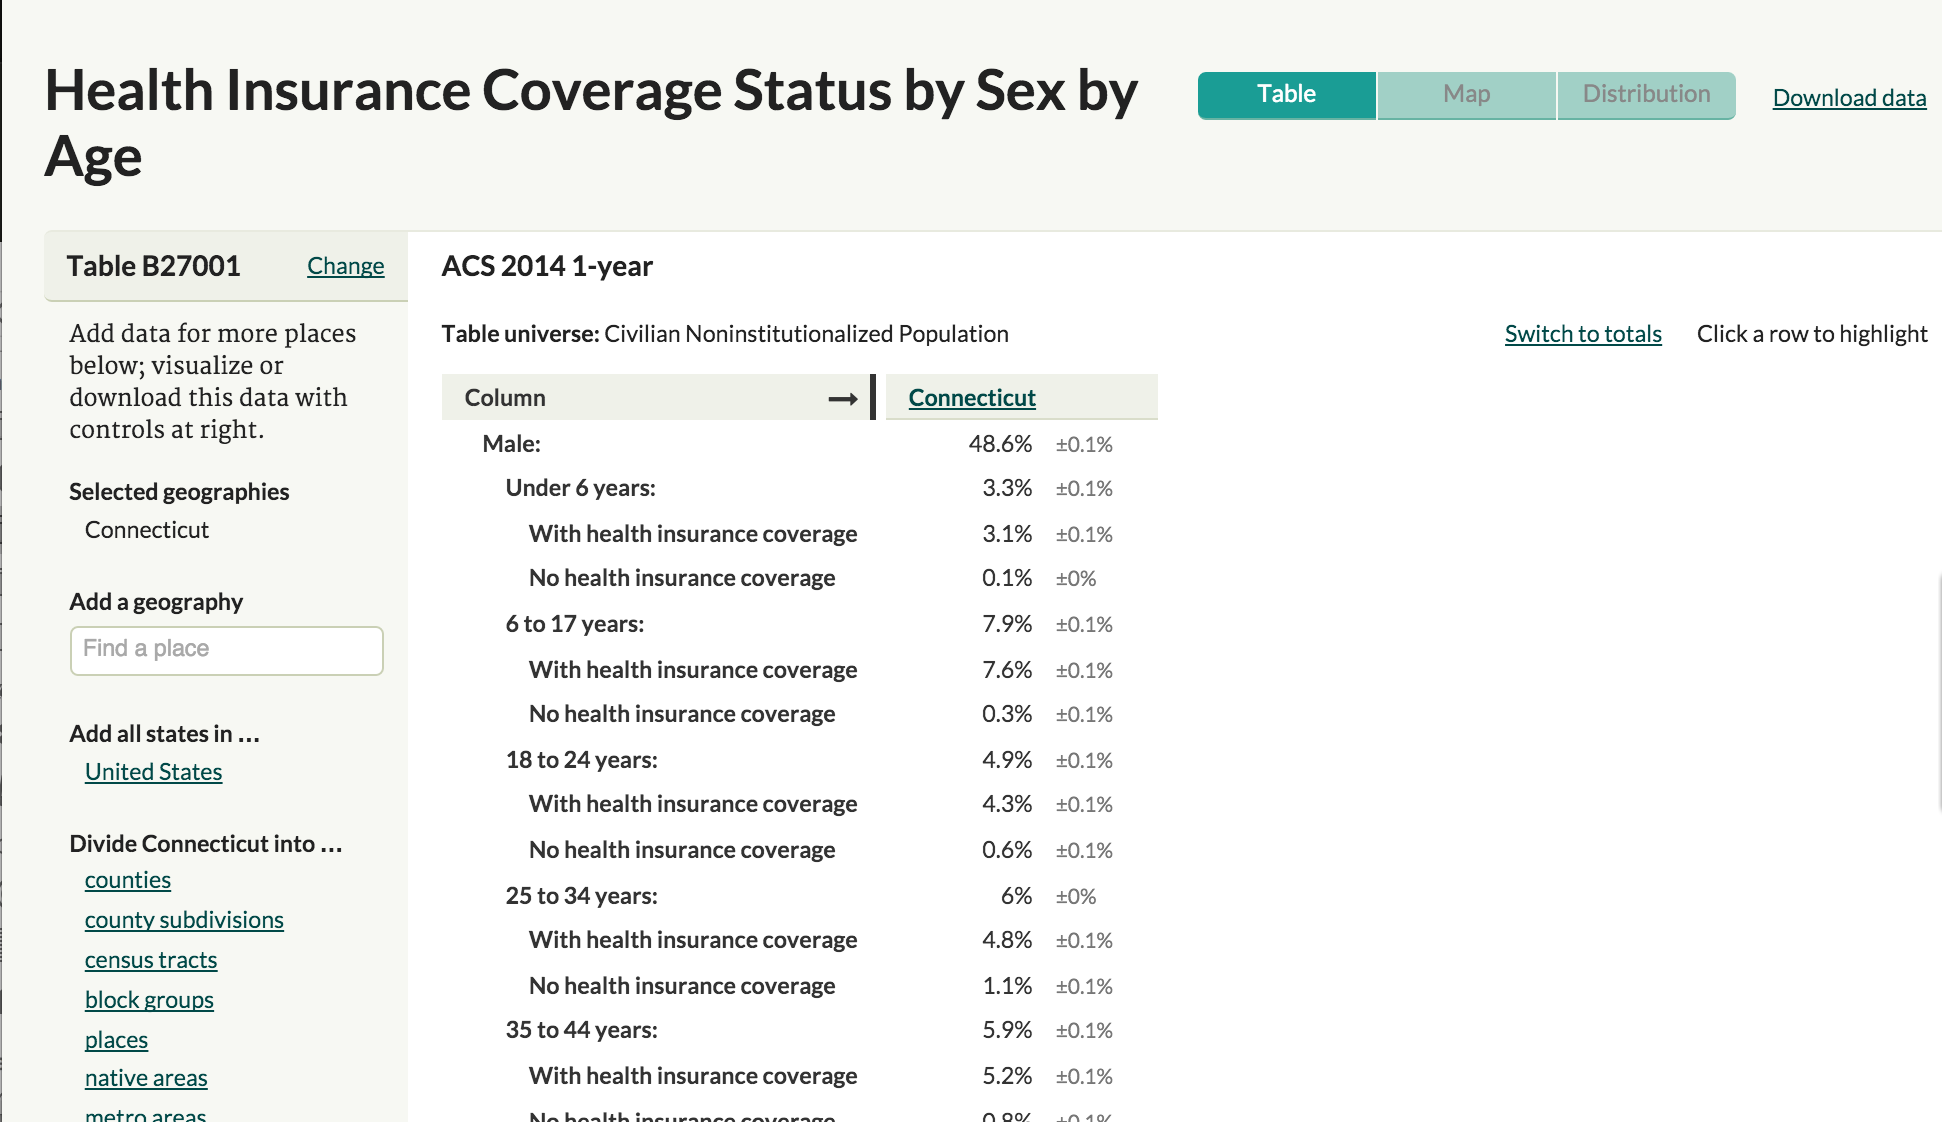 Health Insurance Coverage Status by Sex by
Age
Table
Map
Distribution
Download data
Table B27001
Change
Add data for more places
below; visualize or
download this data with
controls at right.
Selected geographies
Connecticut
Add a geography
Find a place
Add all states in ...
United States
Divide Connecticut into ...
counties
county subdivisions
census tracts
block groups
places
native areas
metro areas
ACS 2014 1-year
Table universe: Civilian Noninstitutionalized Population
Switch to totals
Click a row to highlight
Column → Connecticut
Male: 48.6% ±0.1%
Under 6 years: 3.3% ±0.1%
With health insurance coverage 3.1% ±0.1%
No health insurance coverage 0.1% ±0%
6 to 17 years: 7.9% ±0.1%
With health insurance coverage 7.6% ±0.1%
No health insurance coverage 0.3% ±0.1%
18 to 24 years: 4.9% ±0.1%
With health insurance coverage 4.3% ±0.1%
No health insurance coverage 0.6% ±0.1%
25 to 34 years: 6% ±0%
With health insurance coverage 4.8% ±0.1%
No health insurance coverage 1.1% ±0.1%
35 to 44 years: 5.9% ±0.1%
With health insurance coverage 5.2% ±0.1%
No health insurance coverage 0.8% ±0.1%